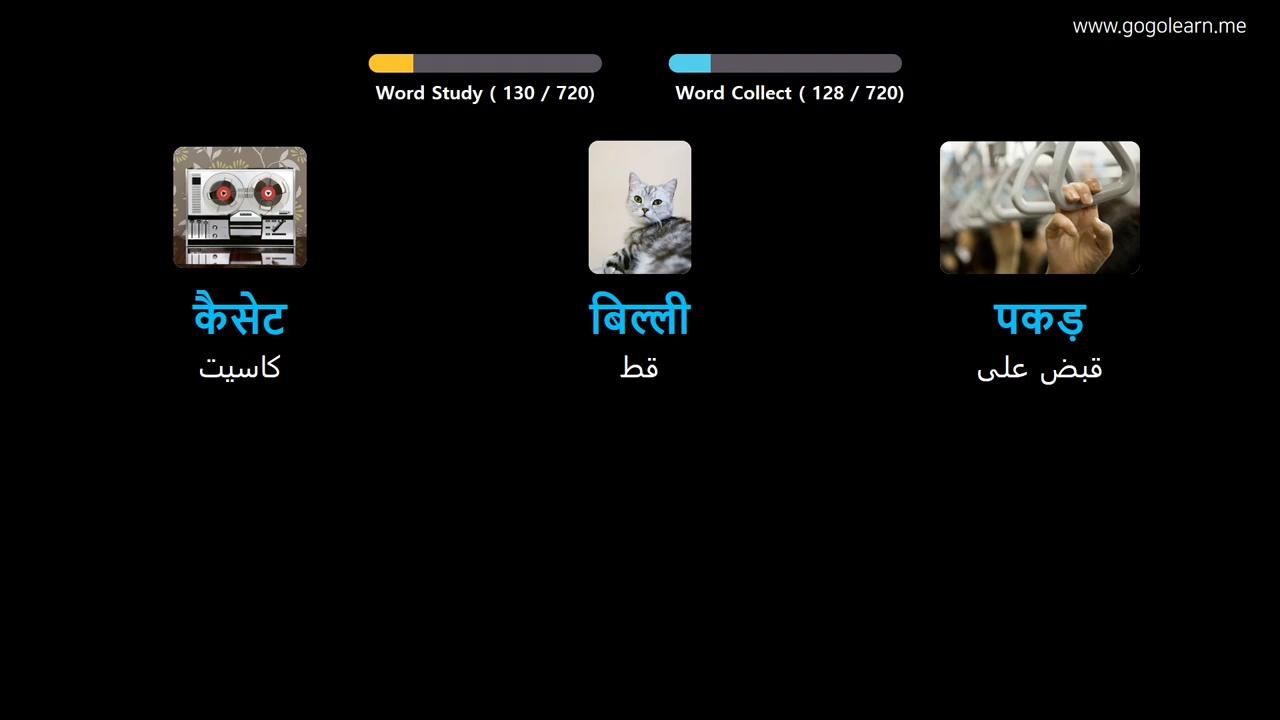 www.gogolearn.me
Word Study ( 130 / 720)
Word Collect ( 128 / 720)
कैसेट
बिल्ली
पकड़
كاسيت
قط
قبض على